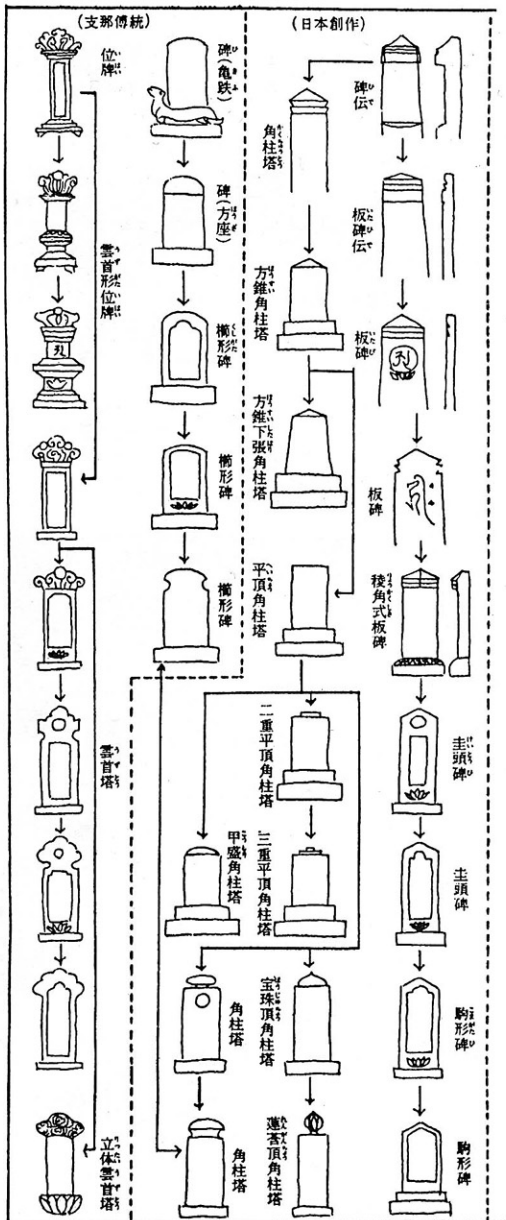 (日本創作)
碑伝
板碑伝
板碑
板碑
稜角式板碑
圭頭碑
圭頭碑
駒形碑
駒形碑
角柱塔
方錐角柱塔
方錐下張角柱塔
平頂角柱塔
二重平頂角柱塔
三重平頂角柱塔
宝珠頂角柱塔
蓮莟頂角柱塔
甲盛角柱塔
角柱塔
角柱塔
(支那傳統)
碑(亀趺)
碑(方座)
櫛形碑
櫛形碑
櫛形碑
位牌
雲首形位牌
雲首塔
立体雲首塔